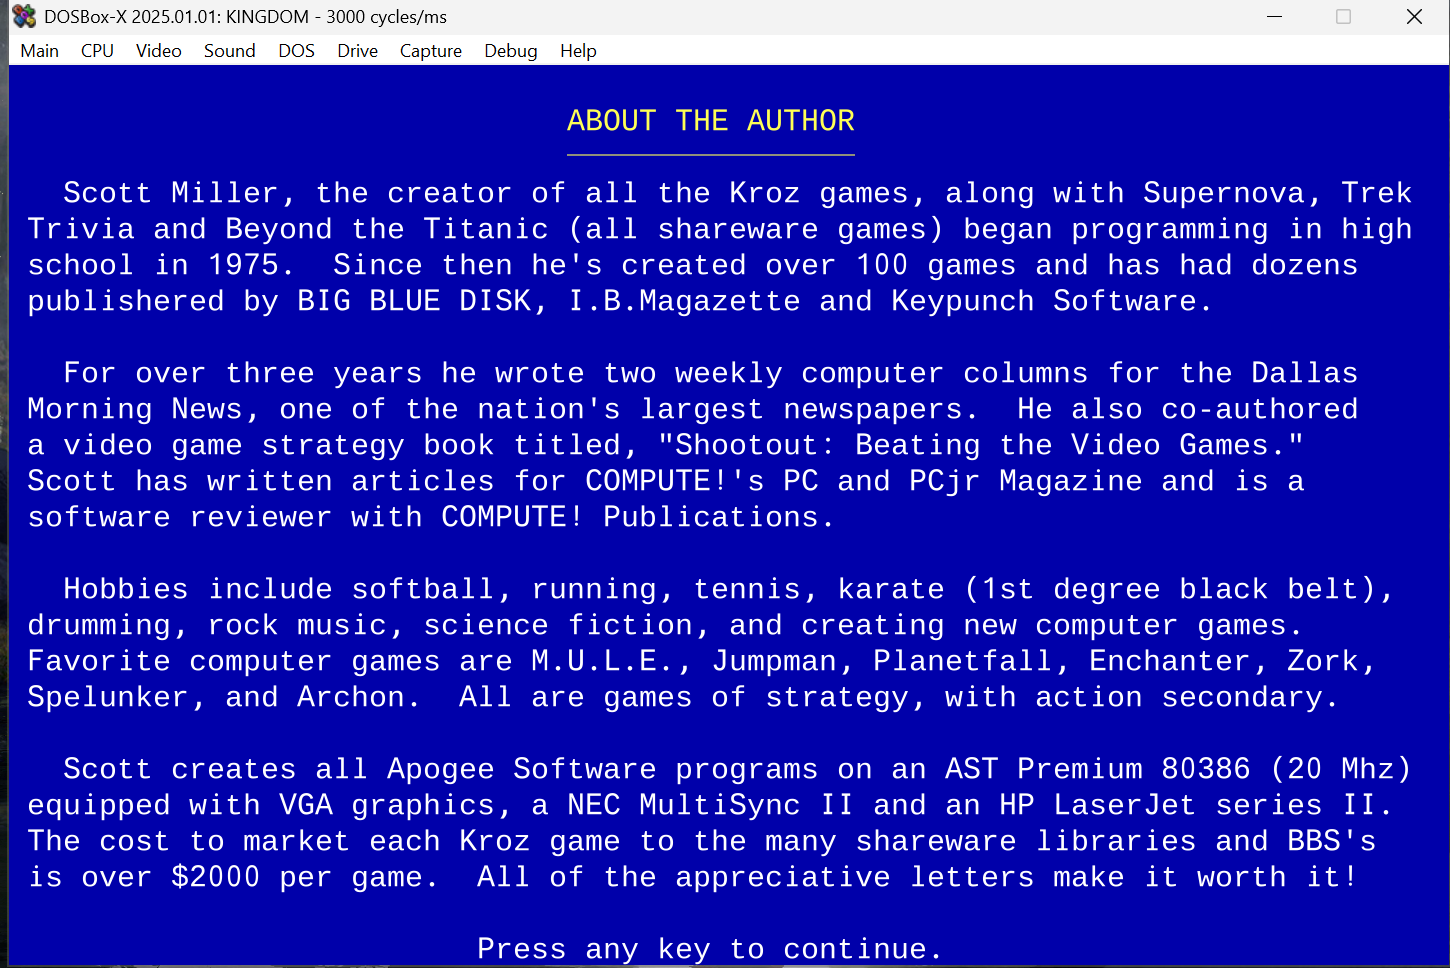 DOSBox-X 2025.01.01: KINGDOM - 3000 cycles/ms
Main CPU Video Sound DOS Drive Capture Debug Help
ABOUT THE AUTHOR
Scott Miller, the creator of all the Kroz games, along with Supernova, Trek
Trivia and Beyond the Titanic (all shareware games) began programming in high
school in 1975.  Since then he's created over 100 games and has had dozens
publishered by BIG BLUE DISK, I.B.Magazette and Keypunch Software.
For over three years he wrote two weekly computer columns for the Dallas
Morning News, one of the nation's largest newspapers.  He also co-authored
a video game strategy book titled, "Shootout: Beating the Video Games."
Scott has written articles for COMPUTE!'s PC and PCjr Magazine and is a
software reviewer with COMPUTE! Publications.
Hobbies include softball, running, tennis, karate (1st degree black belt),
drumming, rock music, science fiction, and creating new computer games.
Favorite computer games are M.U.L.E., Jumpman, Planetfall, Enchanter, Zork,
Spelunker, and Archon.  All are games of strategy, with action secondary.
Scott creates all Apogee Software programs on an AST Premium 80386 (20 Mhz)
equipped with VGA graphics, a NEC MultiSync II and an HP LaserJet series II.
The cost to market each Kroz game to the many shareware libraries and BBS's
is over $2000 per game.  All of the appreciative letters make it worth it!
Press any key to continue.